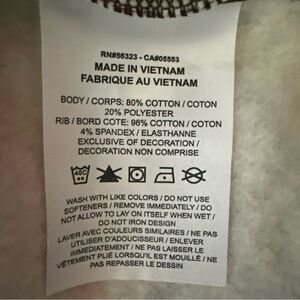 RN#56323 - CA#05553
MADE IN VIETNAM
FABRIQUE AU VIETNAM
BODY / CORPS: 80% COTTON / COTON
20% POLYESTER
RIB / BORD COTE: 96% COTTON / COTON
4% SPANDEX / ELASTHANNE
EXCLUSIVE OF DECORATION /
DECORATION NON COMPRISE
40C
WASH WITH LIKE COLORS / DO NOT USE
SOFTENERS / REMOVE IMMEDIATELY / DO
NOT ALLOW TO LAY ON ITSELF WHEN WET /
DO NOT IRON DESIGN
LAVER AVEC COULEURS SIMILAIRES / NE PAS
UTILISER D'ADOUCISSEUR / ENLEVER
IMMEDIATEMENT / NE PAS LAISSER LE
VÊTEMENT PLIE LORSQU'IL EST MOUILLÉ / NE
PAS REPASSER LE DESSIN